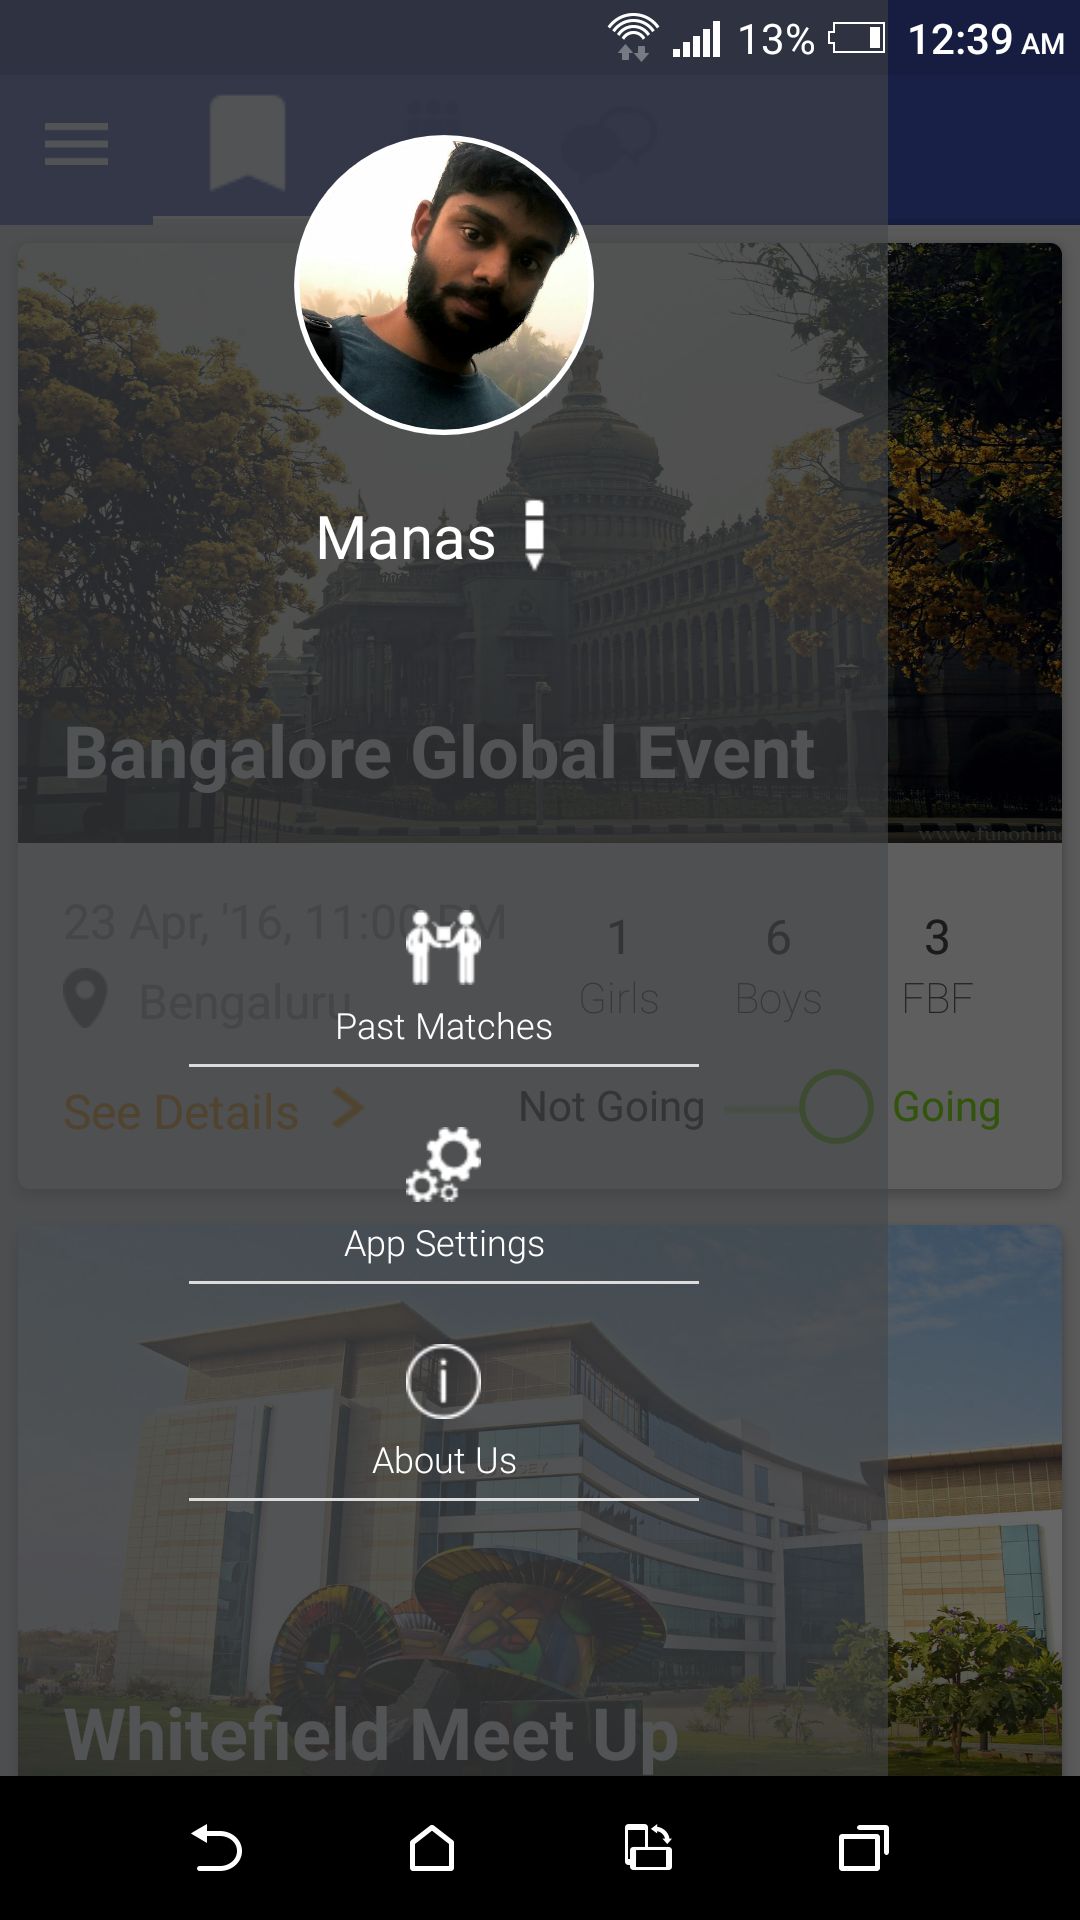 13% 12:39 AM
Manas
Bangalore Global Event
www.funonline
23 Apr, '16, 11:00 PM
1 6 3
Bengaluru
Girls Boys FBF
Past Matches
See Details Not Going Going
App Settings
About Us
Whitefield Meet Up